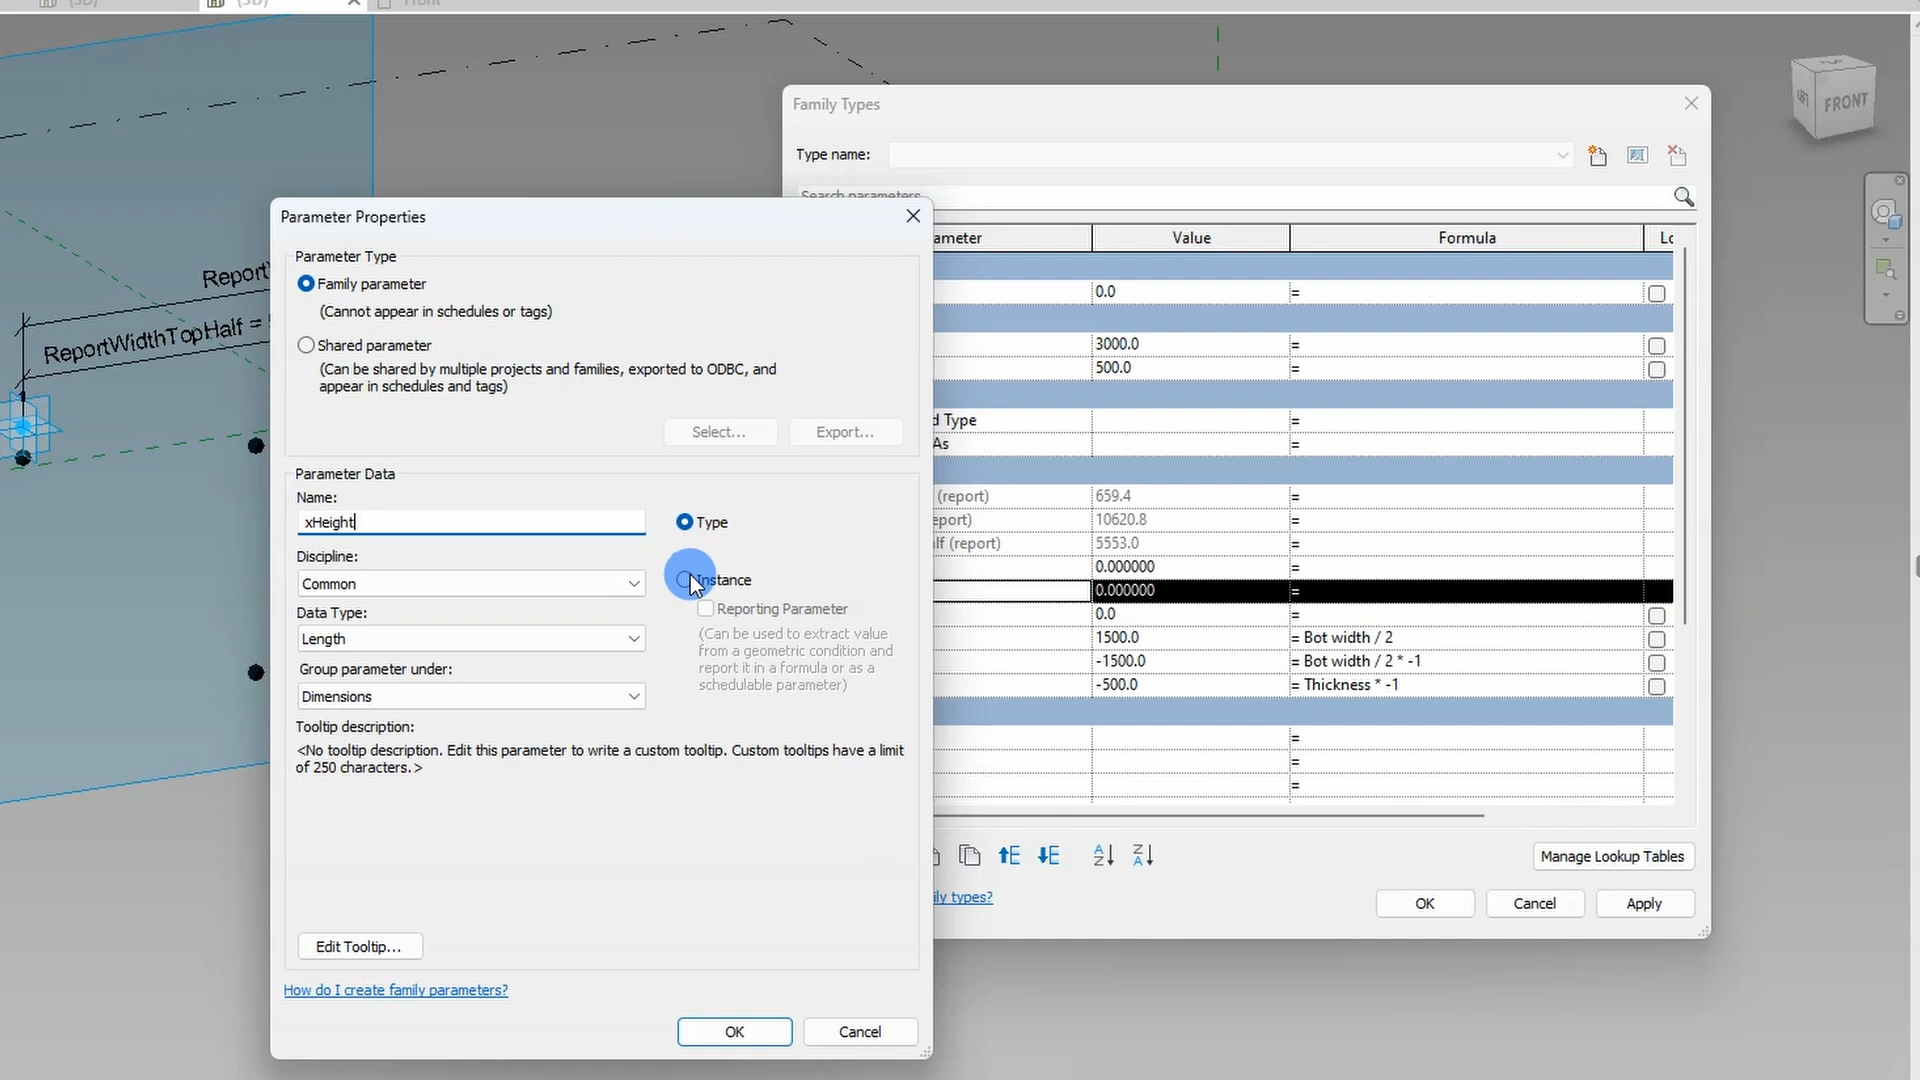 (3D)
(3D)
Front
TOP
LEFT
FRONT
ReportW
ReportWidthTopHalf =
Family Types
Type name:
Search parameters
ameter
Value
Formula
Lo
0.0
=
3000.0
=
500.0
=
d Type
=
As
=
(report)
659.4
=
eport)
10620.8
=
lf (report)
5553.0
=
0.000000
=
0.000000
=
0.0
=
1500.0
= Bot width / 2
-1500.0
= Bot width / 2 * -1
-500.0
= Thickness * -1
=
=
=
Manage Lookup Tables
ily types?
OK
Cancel
Apply
Parameter Properties
Parameter Type
Family parameter
(Cannot appear in schedules or tags)
Shared parameter
(Can be shared by multiple projects and families, exported to ODBC, and
appear in schedules and tags)
Select...
Export...
Parameter Data
Name:
xHeight
Type
Discipline:
Common
Instance
Reporting Parameter
(Can be used to extract value
from a geometric condition and
report it in a formula or as a
schedulable parameter)
Data Type:
Length
Group parameter under:
Dimensions
Tooltip description:
<No tooltip description. Edit this parameter to write a custom tooltip. Custom tooltips have a limit
of 250 characters.>
Edit Tooltip...
How do I create family parameters?
OK
Cancel